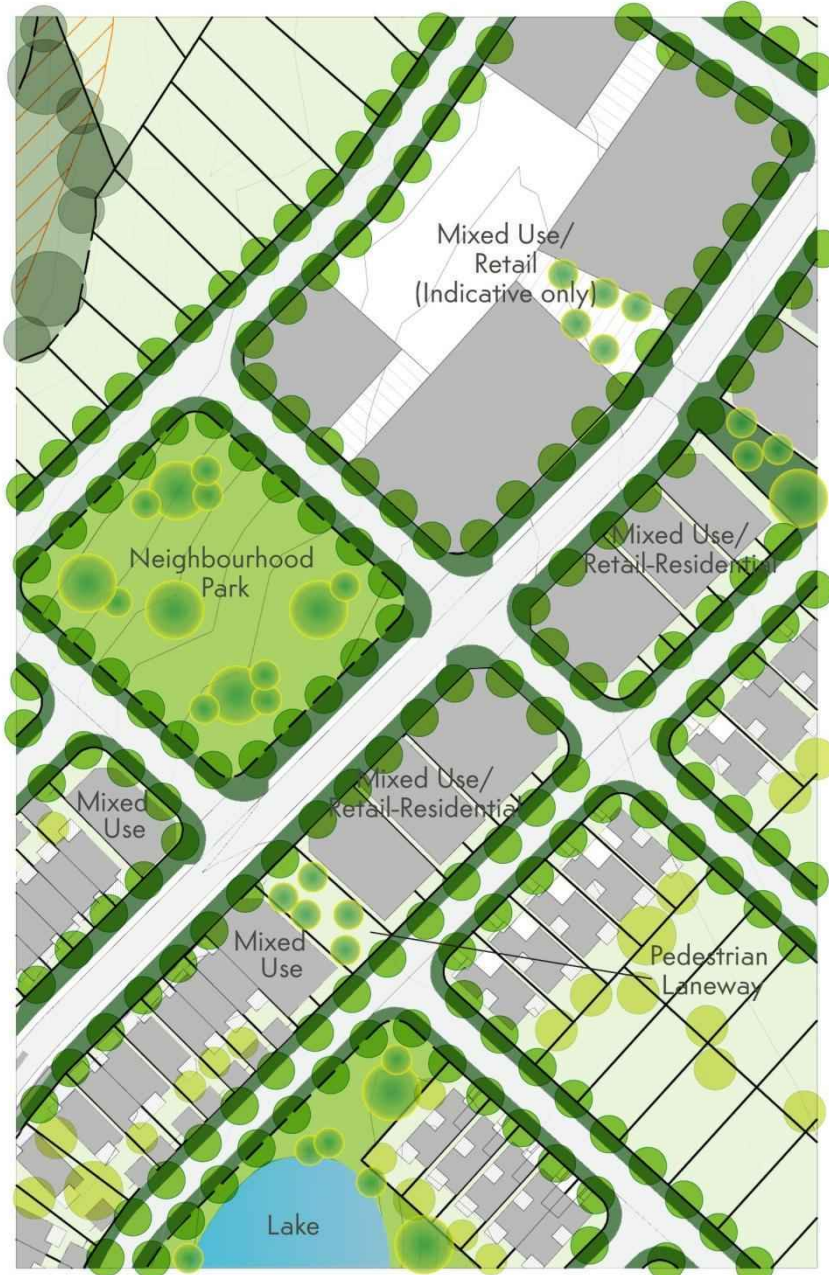 Mixed Use/
Retail
(Indicative only)
Mixed Use/
Retail-Residential
Neighbourhood
Park
Mixed Use/
Retail-Residential
Mixed
Use
Mixed
Use
Pedestrian
Laneway
Lake